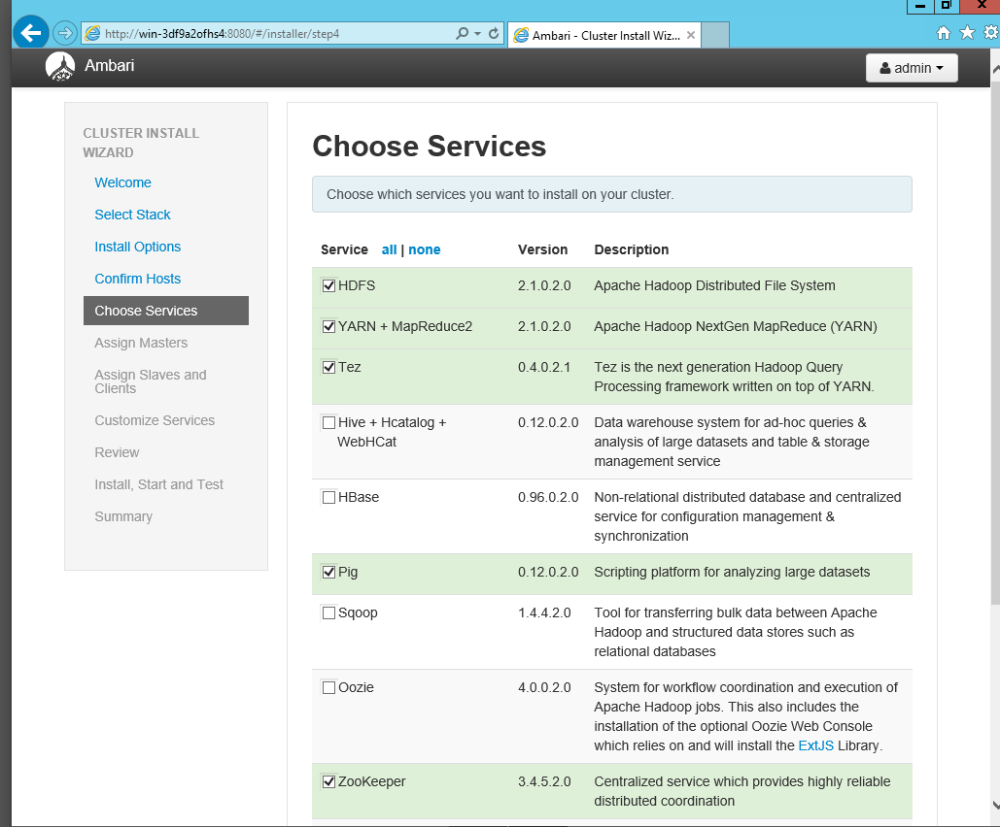 http://win-3df9a2ofhs4:8080/#/installer/step4
Ambari - Cluster Install Wiz...
Ambari
admin
CLUSTER INSTALL
WIZARD
Welcome
Select Stack
Install Options
Confirm Hosts
Choose Services
Assign Masters
Assign Slaves and
Clients
Customize Services
Review
Install, Start and Test
Summary
Choose Services
Choose which services you want to install on your cluster.
Service all | none Version Description
HDFS 2.1.0.2.0 Apache Hadoop Distributed File System
YARN + MapReduce2 2.1.0.2.0 Apache Hadoop NextGen MapReduce (YARN)
Tez 0.4.0.2.1 Tez is the next generation Hadoop Query
Processing framework written on top of YARN.
Hive + Hcatalog + 0.12.0.2.0 Data warehouse system for ad-hoc queries &
WebHCat analysis of large datasets and table & storage
management service
HBase 0.96.0.2.0 Non-relational distributed database and centralized
service for configuration management &
synchronization
Pig 0.12.0.2.0 Scripting platform for analyzing large datasets
Sqoop 1.4.4.2.0 Tool for transferring bulk data between Apache
Hadoop and structured data stores such as
relational databases
Oozie 4.0.0.2.0 System for workflow coordination and execution of
Apache Hadoop jobs. This also includes the
installation of the optional Oozie Web Console
which relies on and will install the ExtJS Library.
ZooKeeper 3.4.5.2.0 Centralized service which provides highly reliable
distributed coordination